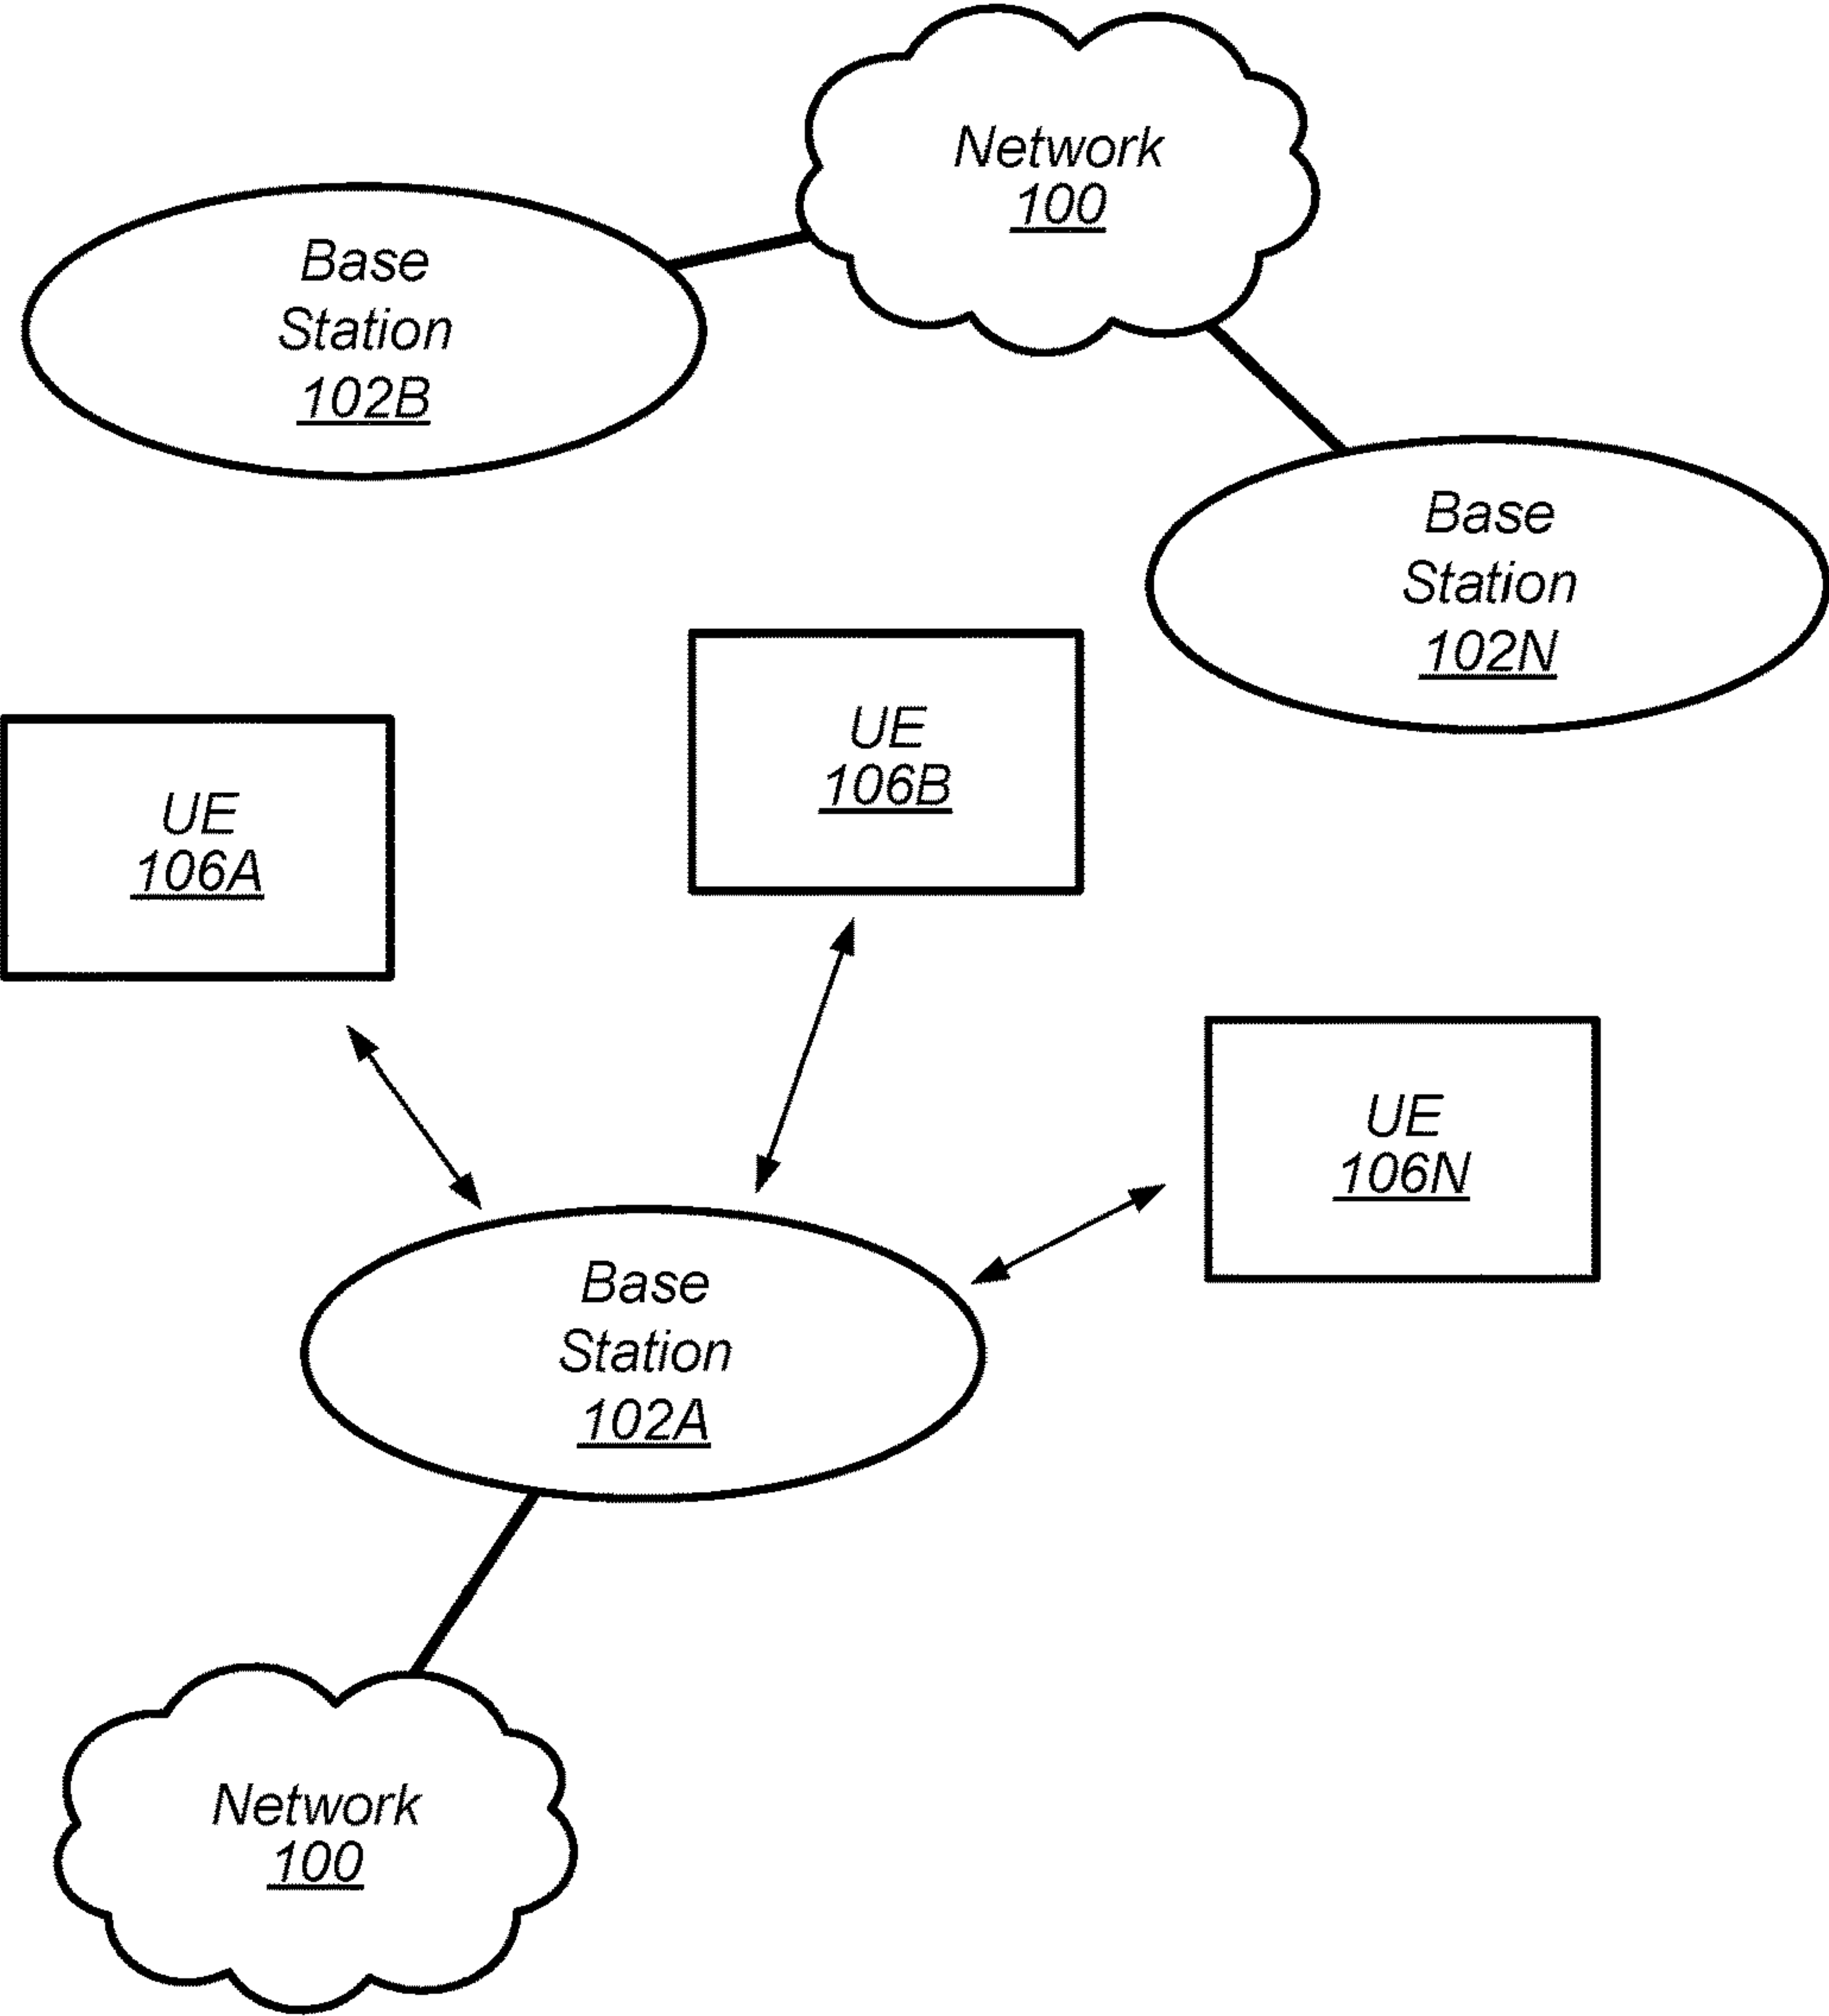 Network
100
Base
Station
102B
Base
Station
102N
UE
106B
UE
106A
UE
106N
Base
Station
102A
Network
100